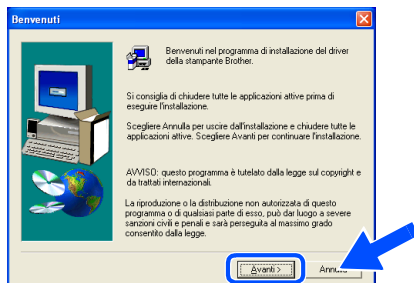 Benvenuti
Benvenuti nel programma di installazione del driver
della stampante Brother.
Si consiglia di chiudere tutte le applicazioni attive prima di
eseguire l'installazione.
Scegliere Annulla per uscire dall'installazione e chiudere tutte le
applicazioni attive. Scegliere Avanti per continuare l'installazione.
AVVISO: questo programma è tutelato dalla legge sul copyright e
da trattati internazionali.
La riproduzione o la distribuzione non autorizzata di questo
programma o di qualsiasi parte di esso, può dar luogo a severe
sanzioni civili e penali e sarà perseguita al massimo grado
consentito dalla legge.
Avanti > Annulla